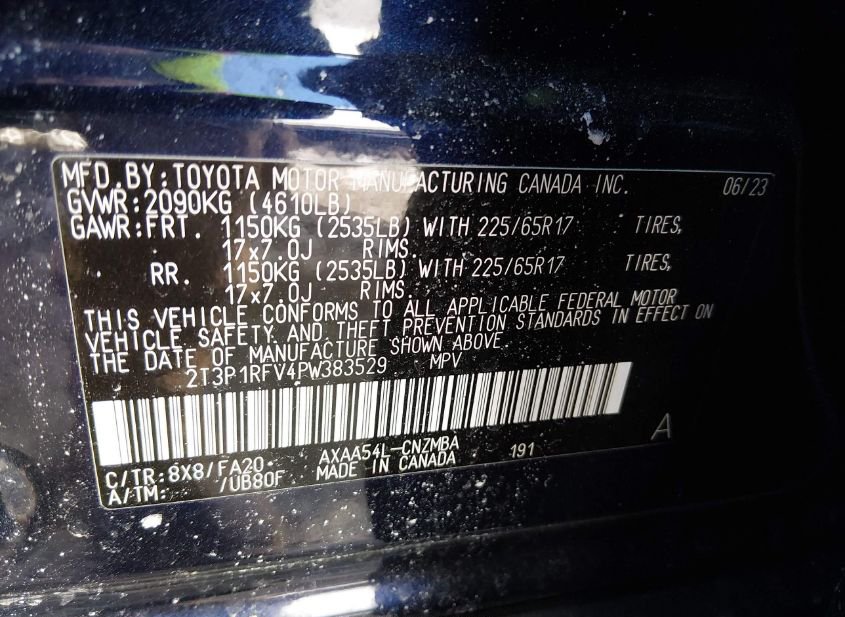 MFD.BY:TOYOTA MOTOR MANUFACTURING CANADA INC. 06/23
GVWR:2090KG (4610LB)
GAWR:FRT. 1150KG (2535LB) WITH 225/65R17 TIRES,
17x7.0J RIMS.
RR. 1150KG (2535LB) WITH 225/65R17 TIRES,
17x7.0J RIMS.
THIS VEHICLE CONFORMS TO ALL APPLICABLE FEDERAL MOTOR
VEHICLE SAFETY AND THEFT PREVENTION STANDARDS IN EFFECT ON
THE DATE OF MANUFACTURE SHOWN ABOVE.
2T3P1RFV4PW383529 MPV
A
C/TR:8X8/FA20 AXAA54L-CNZMBA 191
A/TM: /UB80F MADE IN CANADA